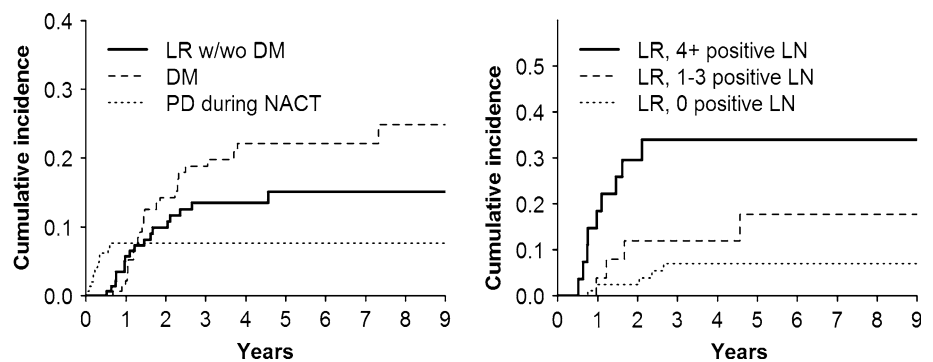 0.4
0.3
0.2
0.1
0.0
Cumulative incidence
LR w/wo DM
DM
PD during NACT
0 1 2 3 4 5 6 7 8 9
Years
0.5
0.4
0.3
0.2
0.1
0.0
Cumulative incidence
LR, 4+ positive LN
LR, 1-3 positive LN
LR, 0 positive LN
0 1 2 3 4 5 6 7 8 9
Years